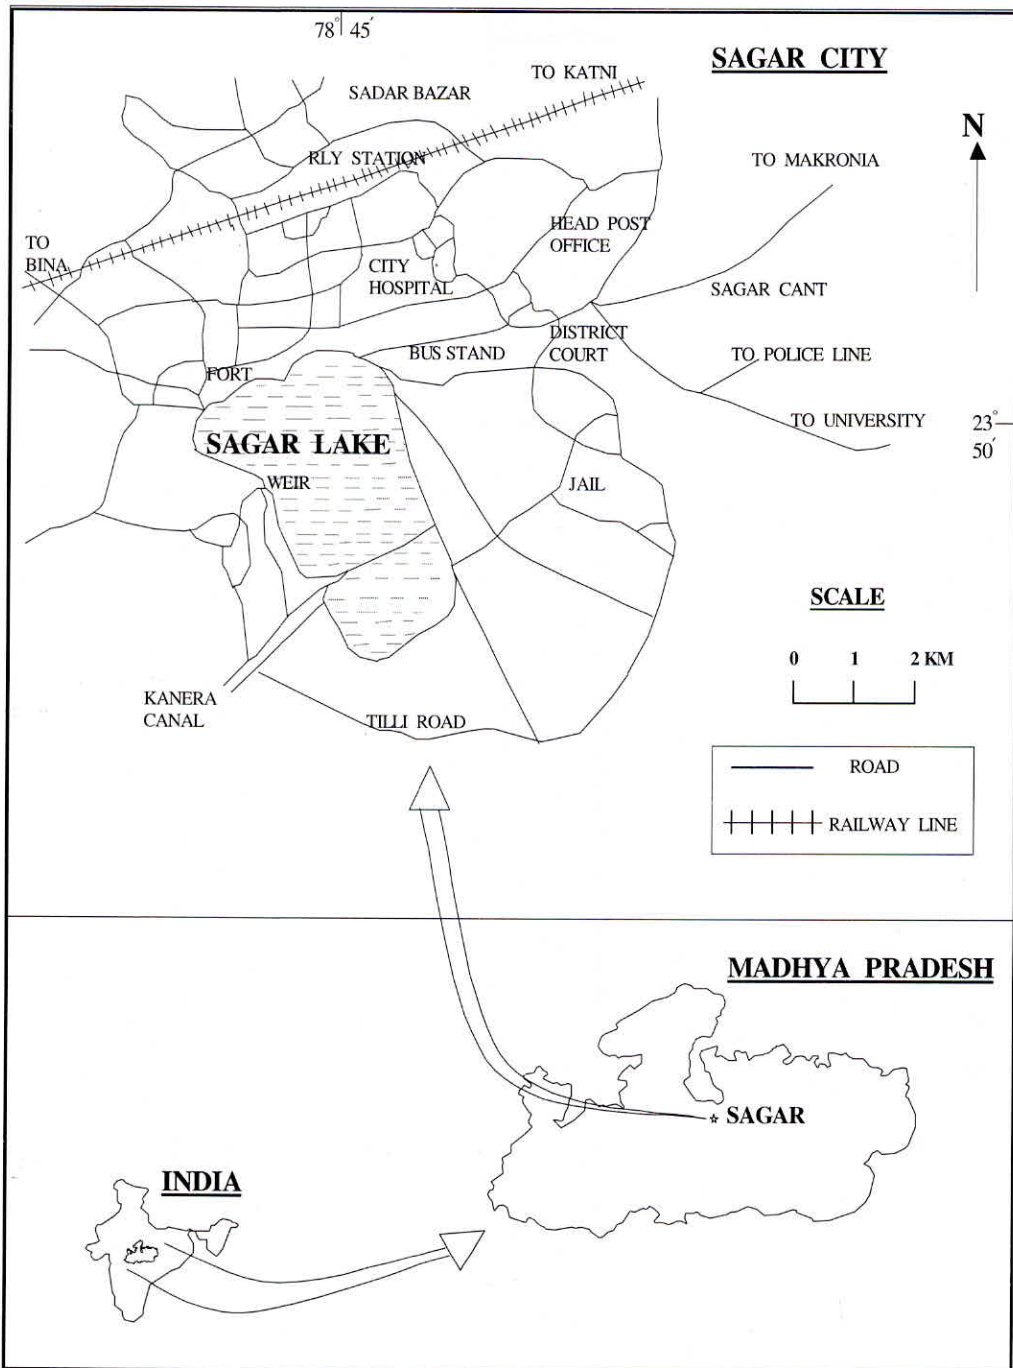 78° 45′
SAGAR CITY
TO KATNI
SADAR BAZAR
N
RLY STATION
TO MAKRONIA
HEAD POST
OFFICE
TO
BINA
CITY
HOSPITAL
SAGAR CANT
DISTRICT
COURT
BUS STAND
TO POLICE LINE
FORT
TO UNIVERSITY
23°
50′
SAGAR LAKE
WEIR
JAIL
SCALE
0 1 2 KM
KANERA
CANAL
TILLI ROAD
ROAD
RAILWAY LINE
MADHYA PRADESH
SAGAR
INDIA